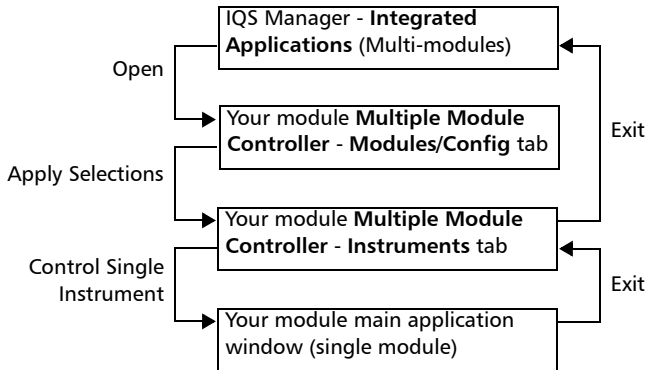 IQS Manager - Integrated
Applications (Multi-modules)
Open
Your module Multiple Module
Controller - Modules/Config tab
Exit
Apply Selections
Your module Multiple Module
Controller - Instruments tab
Control Single
Instrument
Exit
Your module main application
window (single module)